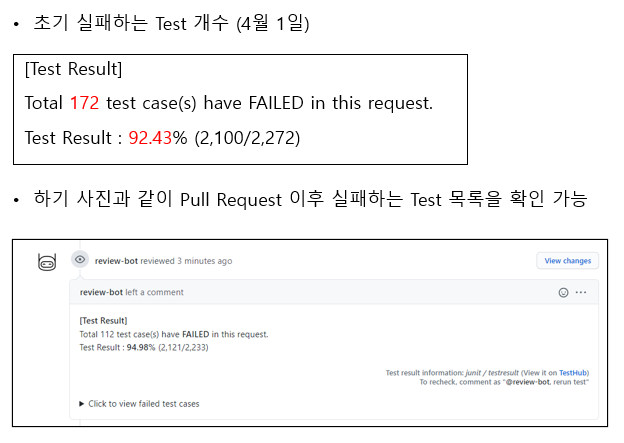 • 초기 실패하는 Test 개수 (4월 1일)
[Test Result]
Total 172 test case(s) have FAILED in this request.
Test Result : 92.43% (2,100/2,272)
• 하기 사진과 같이 Pull Request 이후 실패하는 Test 목록을 확인 가능
review-bot reviewed 3 minutes ago
View changes
review-bot left a comment
[Test Result]
Total 112 test case(s) have FAILED in this request.
Test Result : 94.98% (2,121/2,233)
Test result information: junit / testresult (View it on TestHub)
To recheck, comment as "@review-bot, rerun test"
▶ Click to view failed test cases